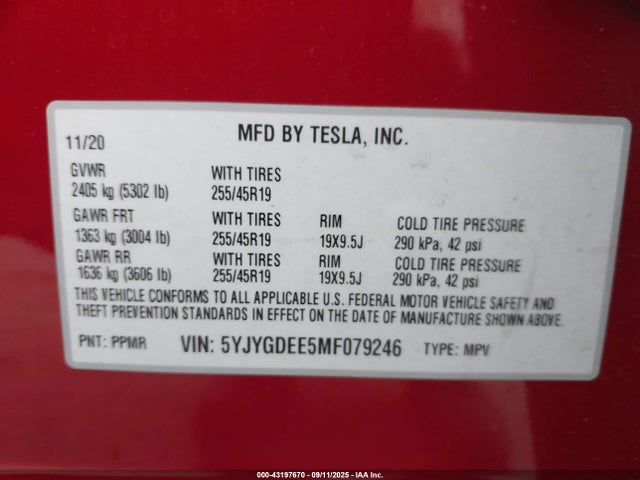 11/20 MFD BY TESLA, INC.
GVWR WITH TIRES
2405 kg (5302 lb) 255/45R19
GAWR FRT WITH TIRES RIM COLD TIRE PRESSURE
1363 kg (3004 lb) 255/45R19 19X9.5J 290 kPa, 42 psi
GAWR RR WITH TIRES RIM COLD TIRE PRESSURE
1636 kg (3606 lb) 255/45R19 19X9.5J 290 kPa, 42 psi
THIS VEHICLE CONFORMS TO ALL APPLICABLE U.S. FEDERAL MOTOR VEHICLE SAFETY AND
THEFT PREVENTION STANDARDS IN EFFECT ON THE DATE OF MANUFACTURE SHOWN ABOVE.
PNT: PPMR VIN: 5YJYGDEE5MF079246 TYPE: MPV
000-43197670 - 09/11/2025 - IAA Inc.